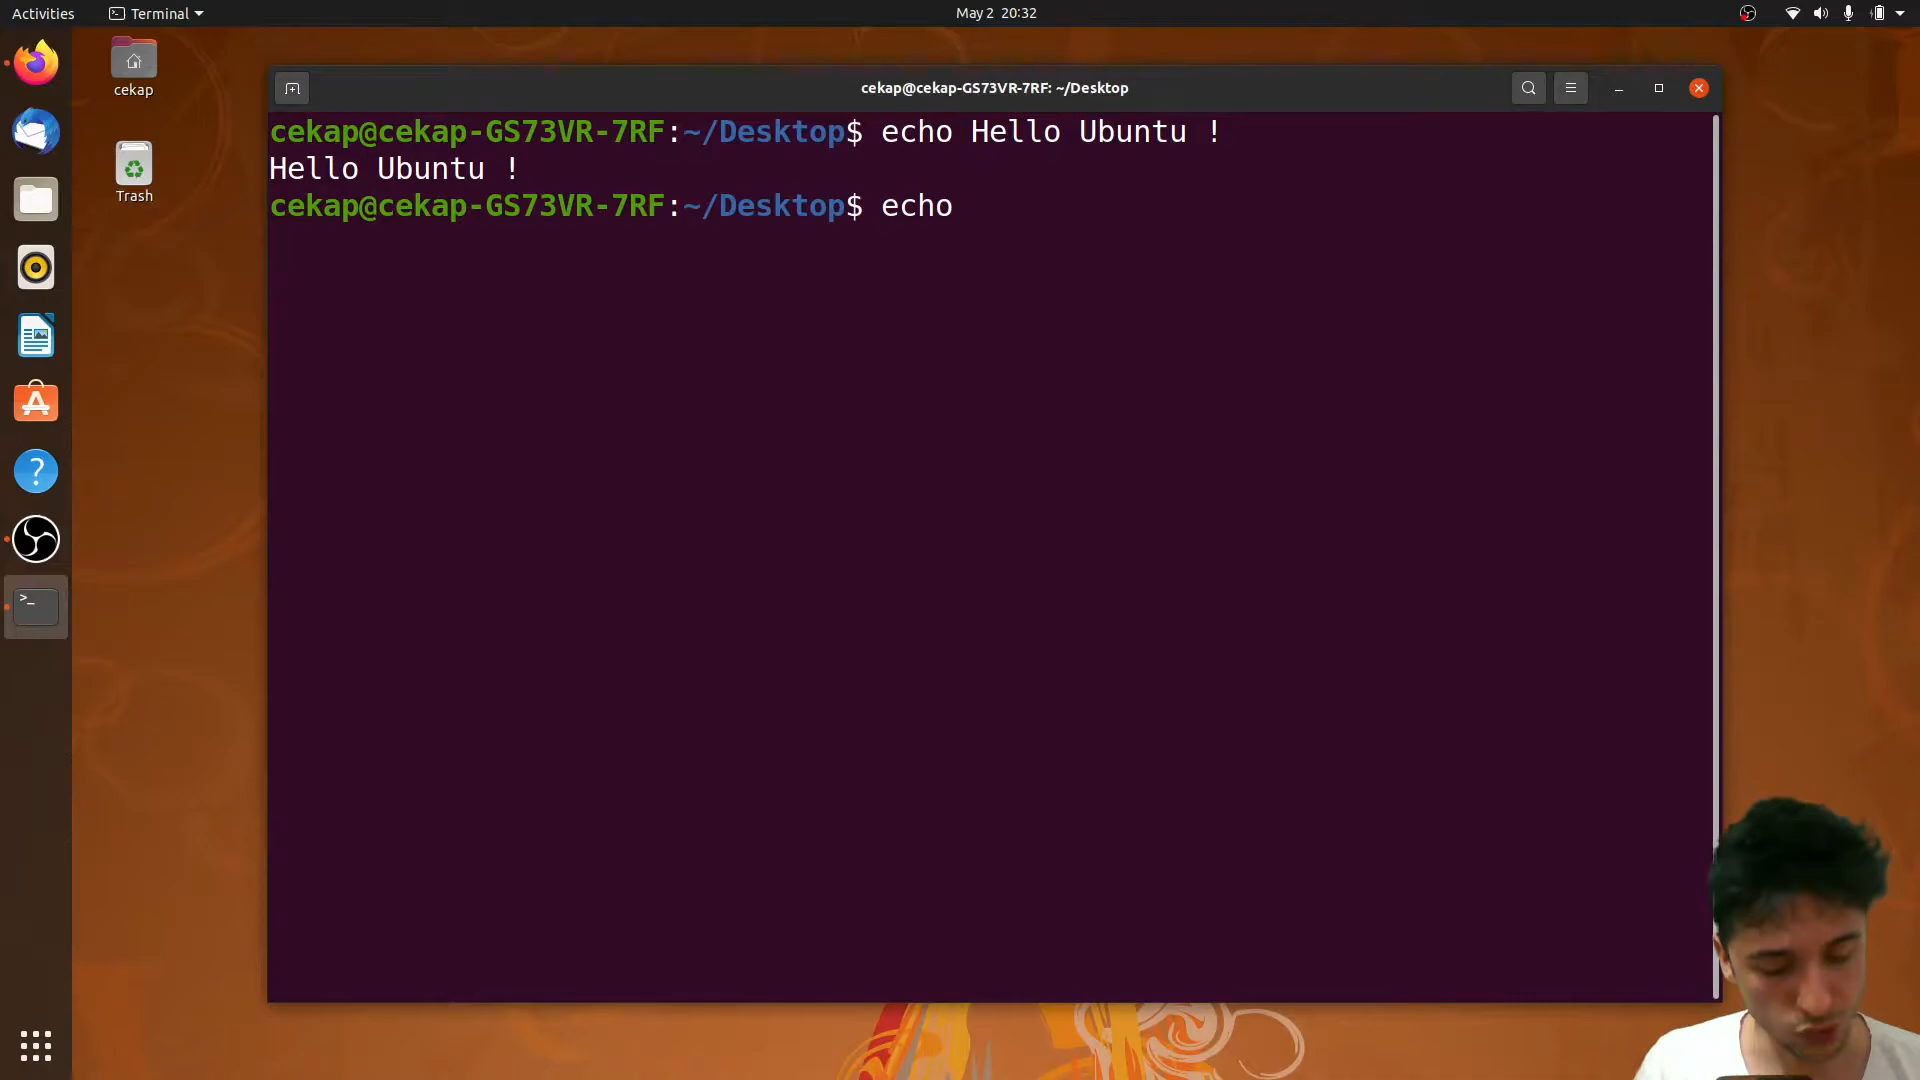 Activities
Terminal
May 2 20:32
cekap
Trash
cekap@cekap-GS73VR-7RF: ~/Desktop
cekap@cekap-GS73VR-7RF:~/Desktop$ echo Hello Ubuntu !
Hello Ubuntu !
cekap@cekap-GS73VR-7RF:~/Desktop$ echo